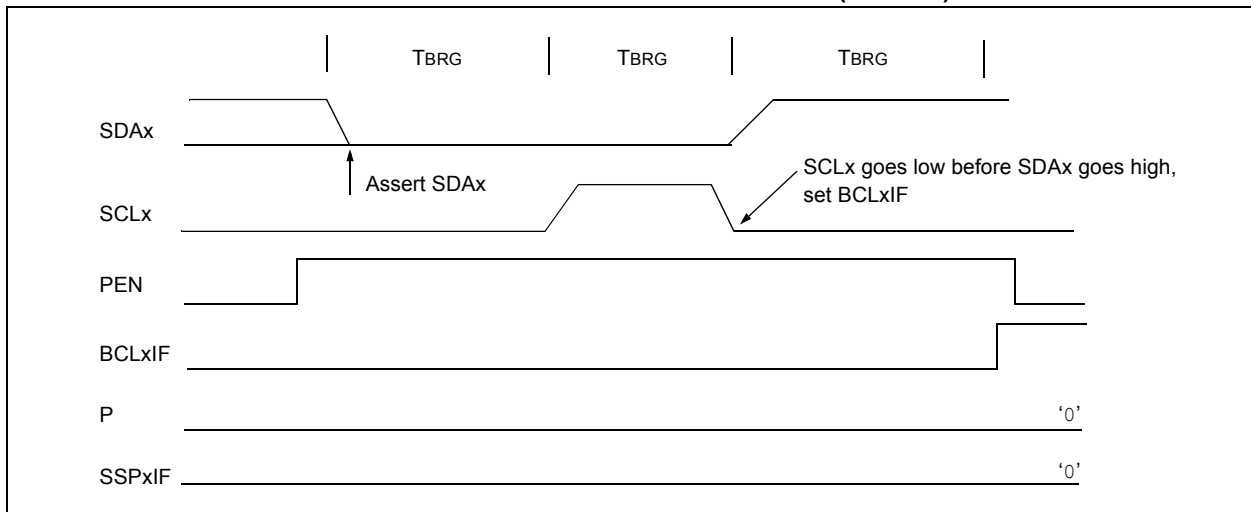 TBRG TBRG TBRG
SDAx
Assert SDAx
SCLx goes low before SDAx goes high,
set BCLxIF
SCLx
PEN
BCLxIF
P ‘0’
SSPxIF ‘0’